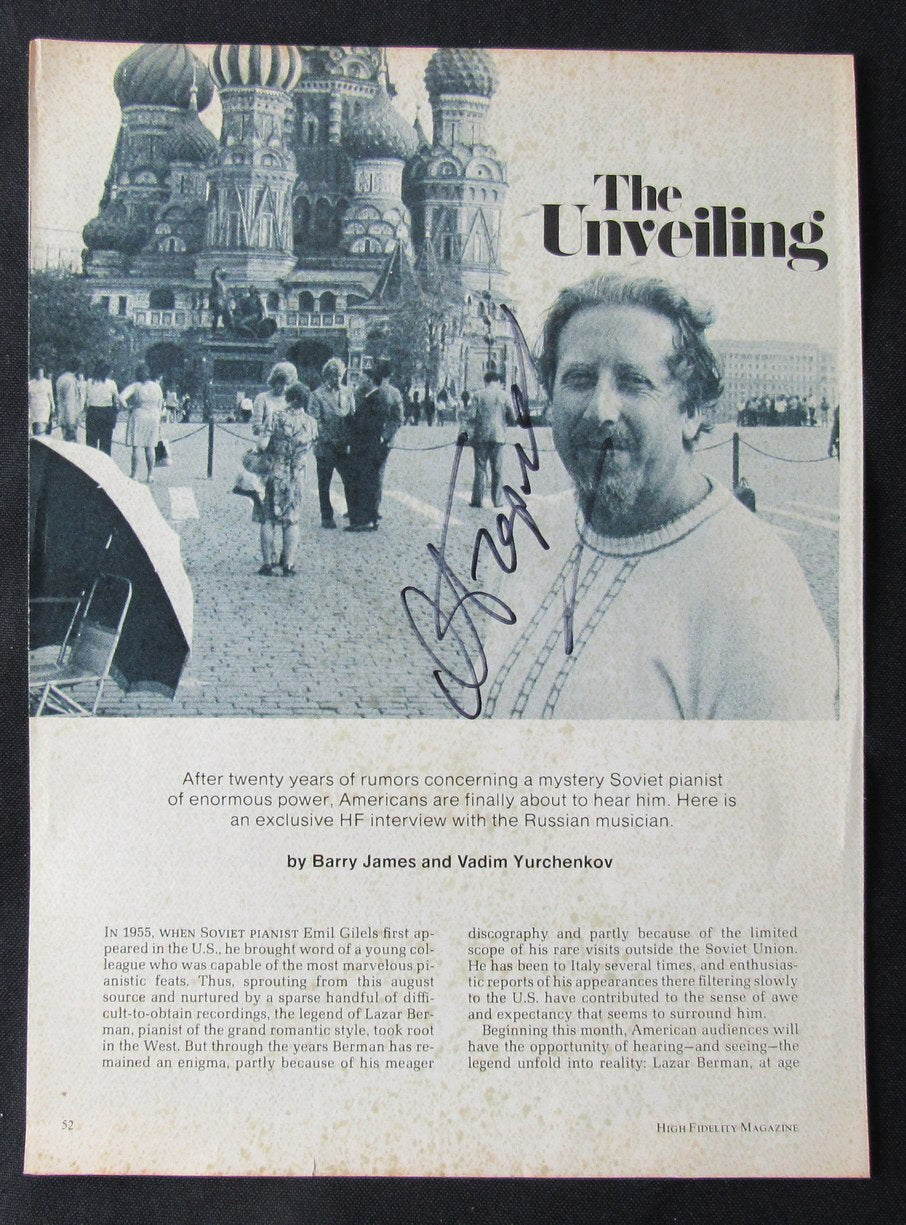 The
Unveiling
After twenty years of rumors concerning a mystery Soviet pianist
of enormous power, Americans are finally about to hear him. Here is
an exclusive HF interview with the Russian musician.
by Barry James and Vadim Yurchenkov
IN 1955, WHEN SOVIET PIANIST Emil Gilels first ap-
peared in the U.S., he brought word of a young col-
league who was capable of the most marvelous pi-
anistic feats. Thus, sprouting from this august
source and nurtured by a sparse handful of diffi-
cult-to-obtain recordings, the legend of Lazar Ber-
man, pianist of the grand romantic style, took root
in the West. But through the years Berman has re-
mained an enigma, partly because of his meager
discography and partly because of the limited
scope of his rare visits outside the Soviet Union.
He has been to Italy several times, and enthusias-
tic reports of his appearances there filtering slowly
to the U.S. have contributed to the sense of awe
and expectancy that seems to surround him.
Beginning this month, American audiences will
have the opportunity of hearing—and seeing—the
legend unfold into reality: Lazar Berman, at age
52
HIGH FIDELITY MAGAZINE